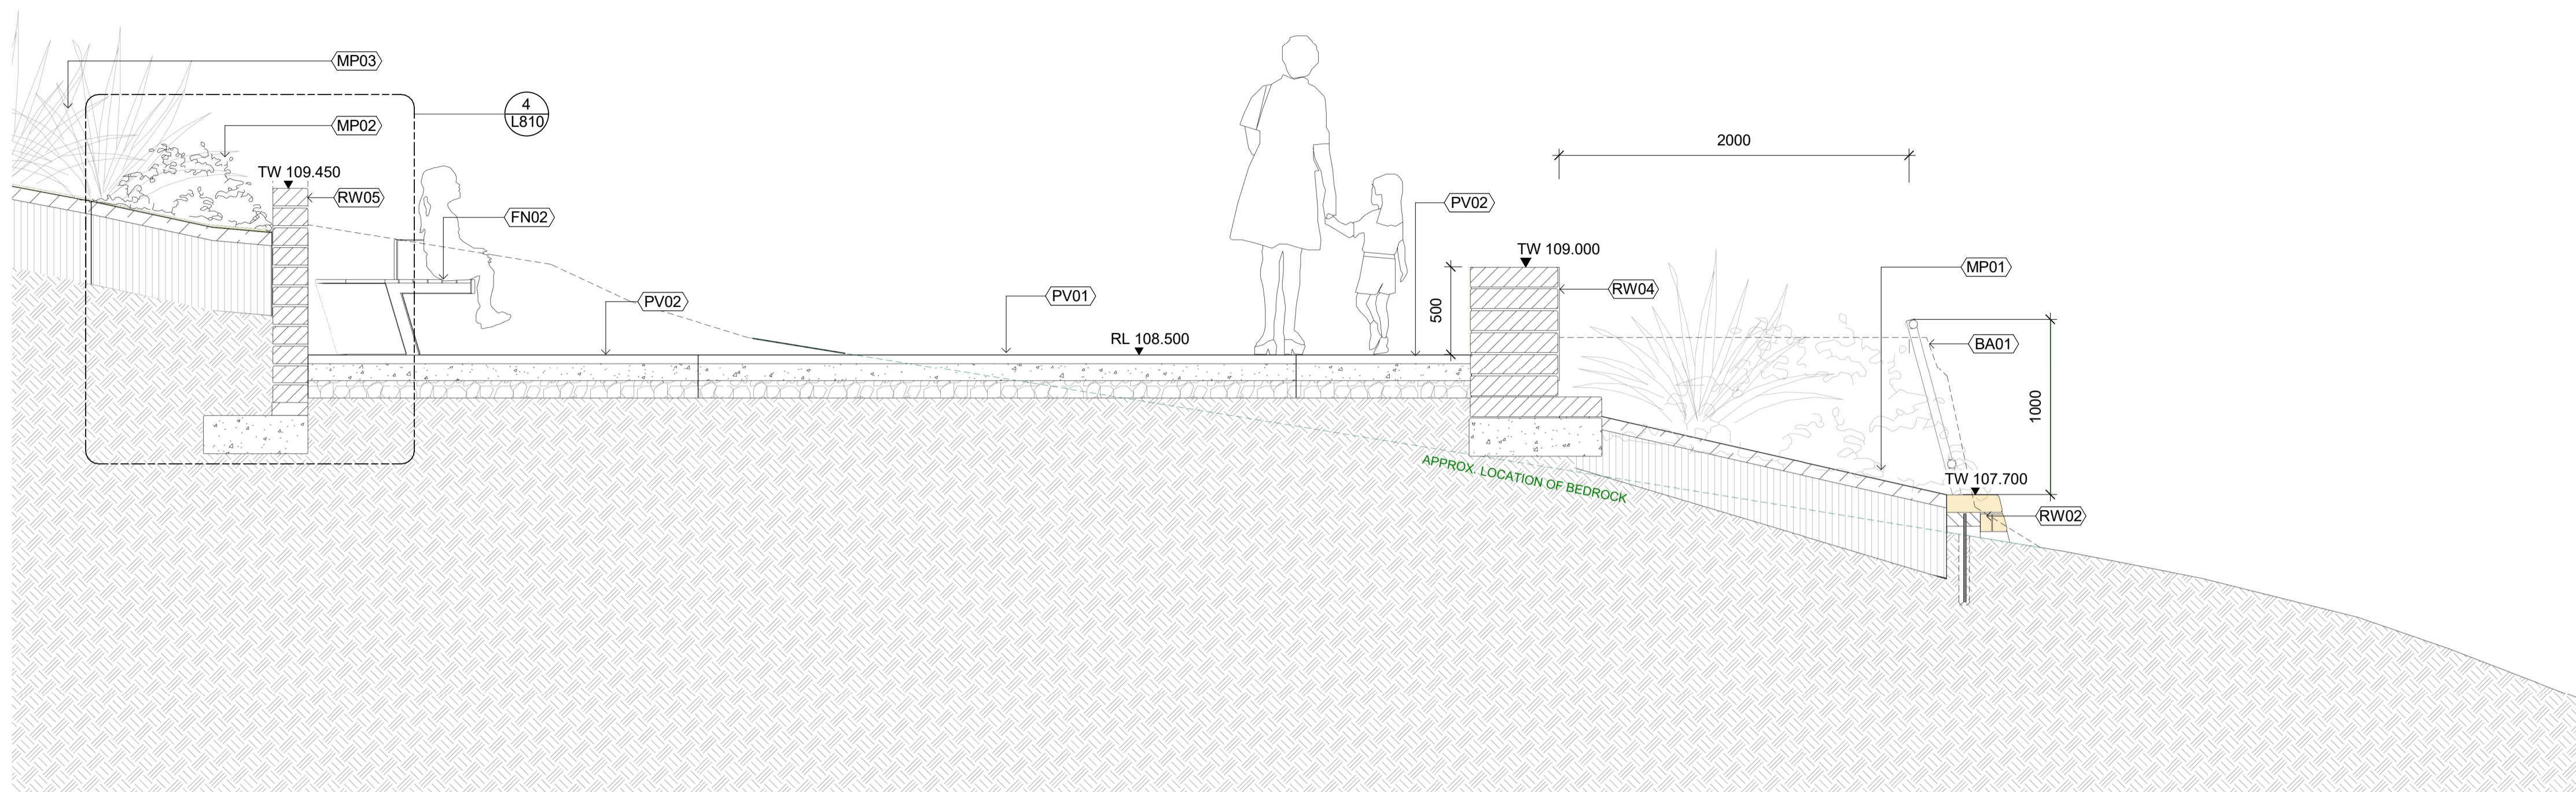 MP03
4
L810
MP02
TW 109.450
RW05
FN02
PV02
PV01
RL 108.500
PV02
2000
TW 109.000
500
RW04
MP01
BA01
1000
APPROX. LOCATION OF BEDROCK
TW 107.700
RW02